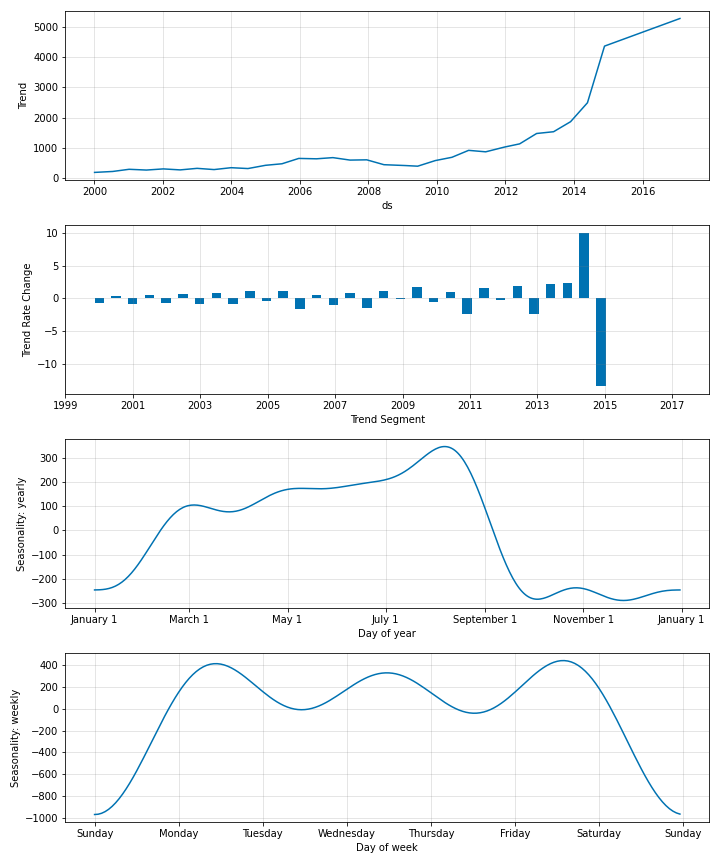 Trend
5000
4000
3000
2000
1000
0
2000 2002 2004 2006 2008 2010 2012 2014 2016
ds
Trend Rate Change
10
5
0
−5
−10
1999 2001 2003 2005 2007 2009 2011 2013 2015 2017
Trend Segment
Seasonality: yearly
300
200
100
0
−100
−200
−300
January 1 March 1 May 1 July 1 September 1 November 1 January 1
Day of year
Seasonality: weekly
400
200
0
−200
−400
−600
−800
−1000
Sunday Monday Tuesday Wednesday Thursday Friday Saturday Sunday
Day of week